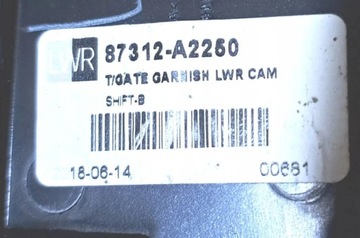 LWR 87312-A2250
T/GATE GARNISH LWR CAM
SHIFT-B
18-06-14 00681